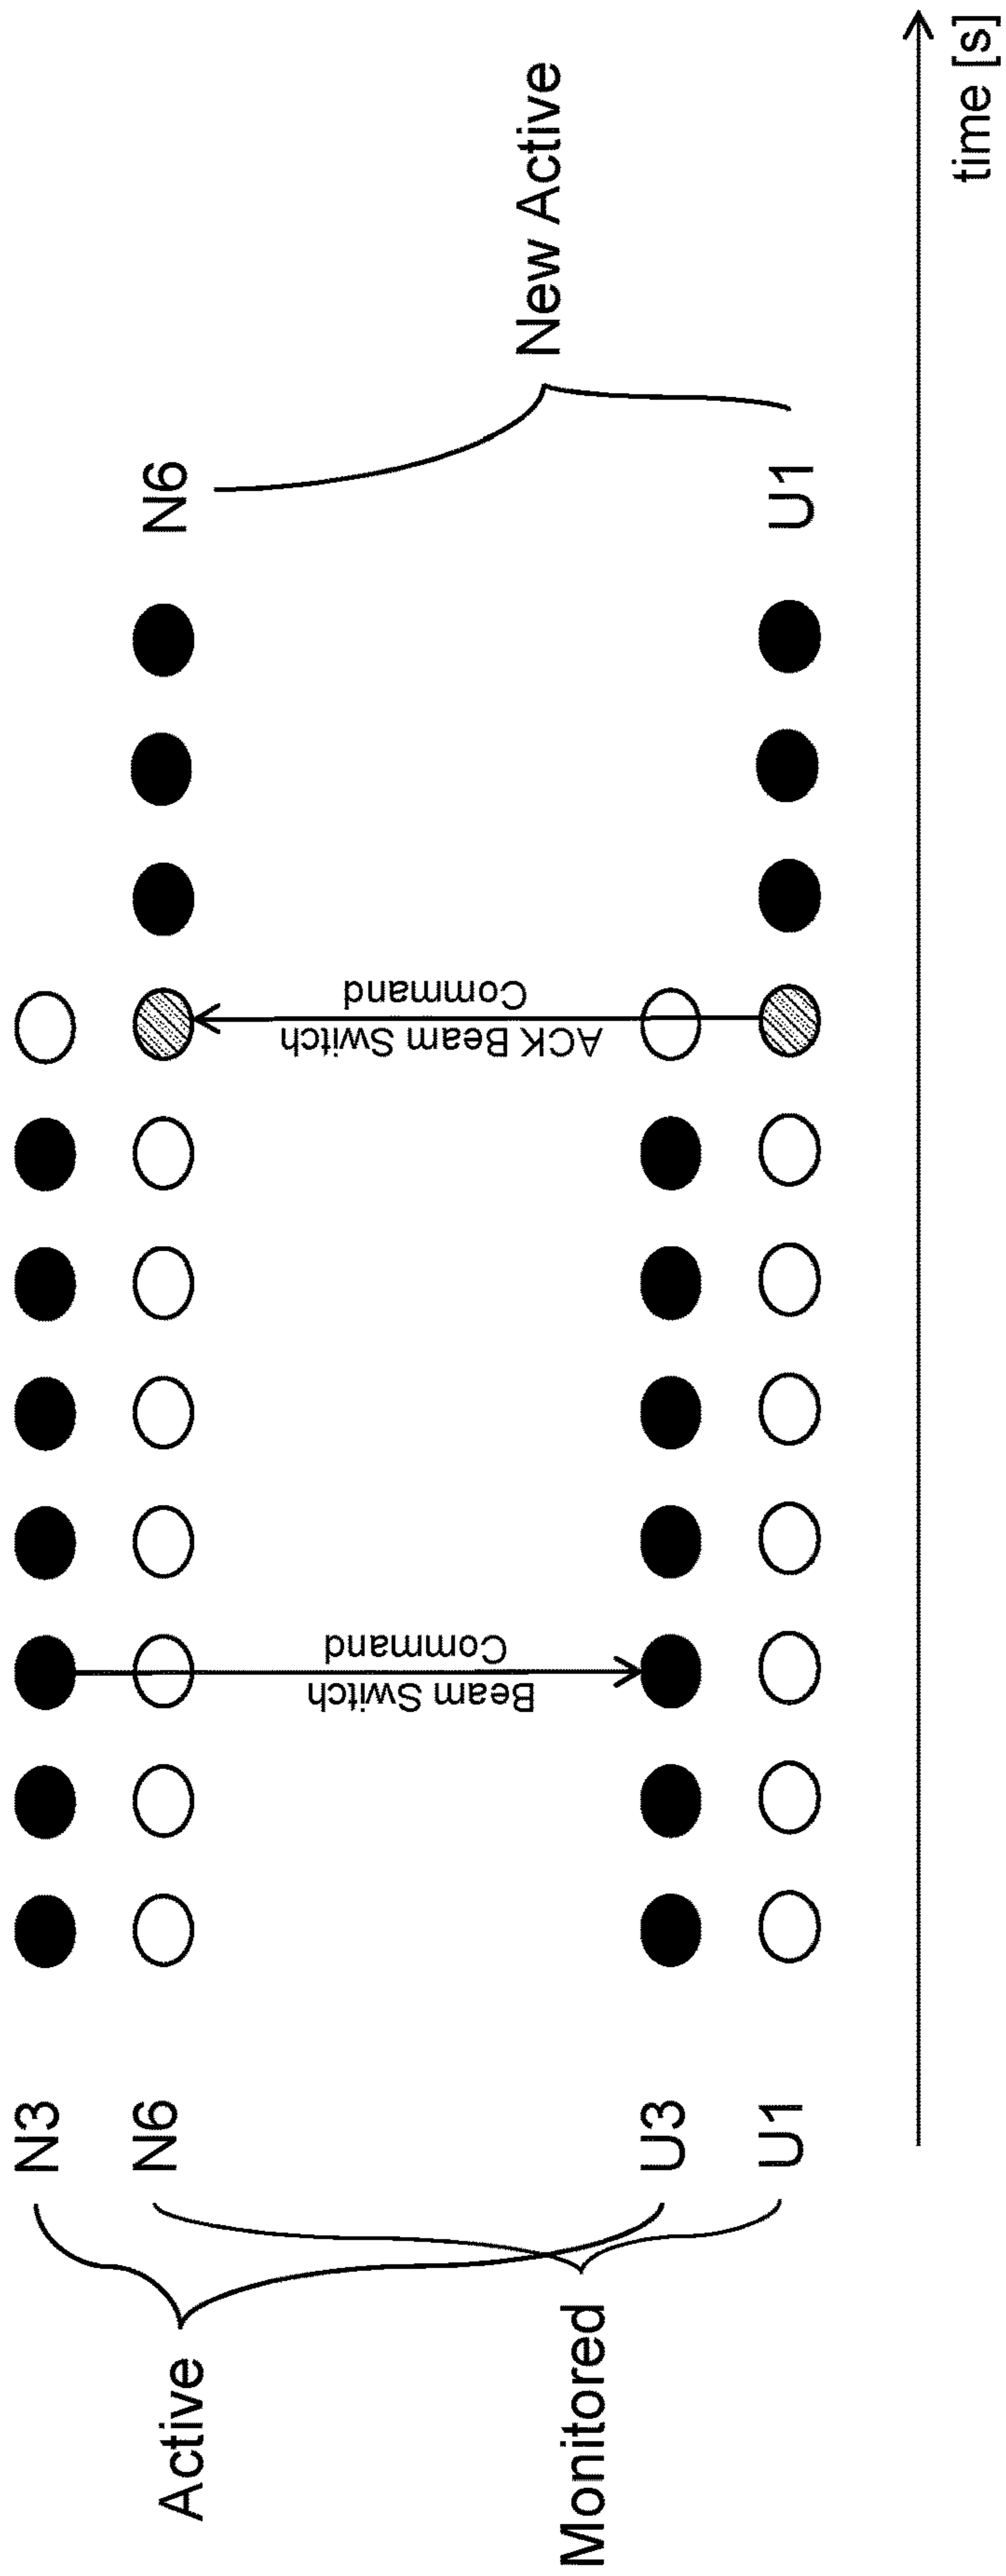 Active
Monitored
N3
N6
U3
U1
Beam Switch
Command
ACK Beam Switch
Command
N6
U1
New Active
time [s]